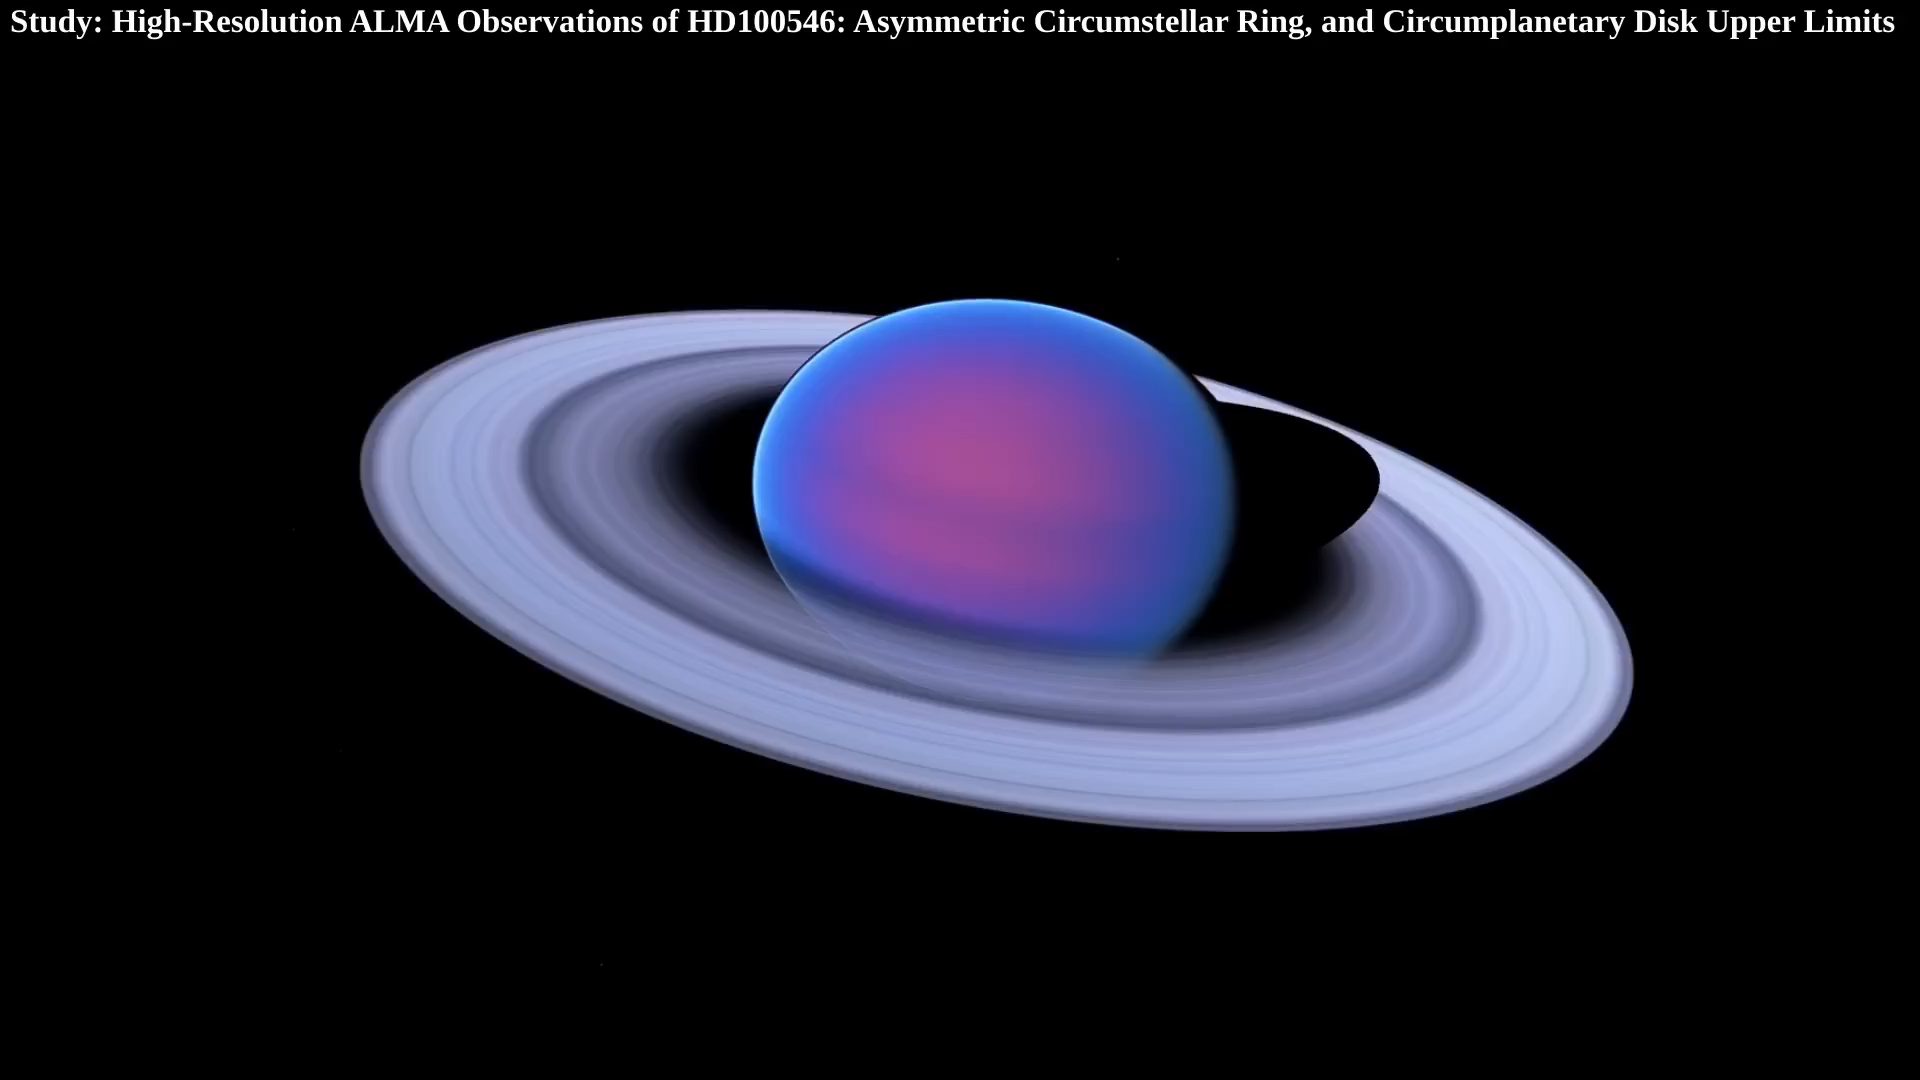 Study: High-Resolution ALMA Observations of HD100546: Asymmetric Circumstellar Ring, and Circumplanetary Disk Upper Limits